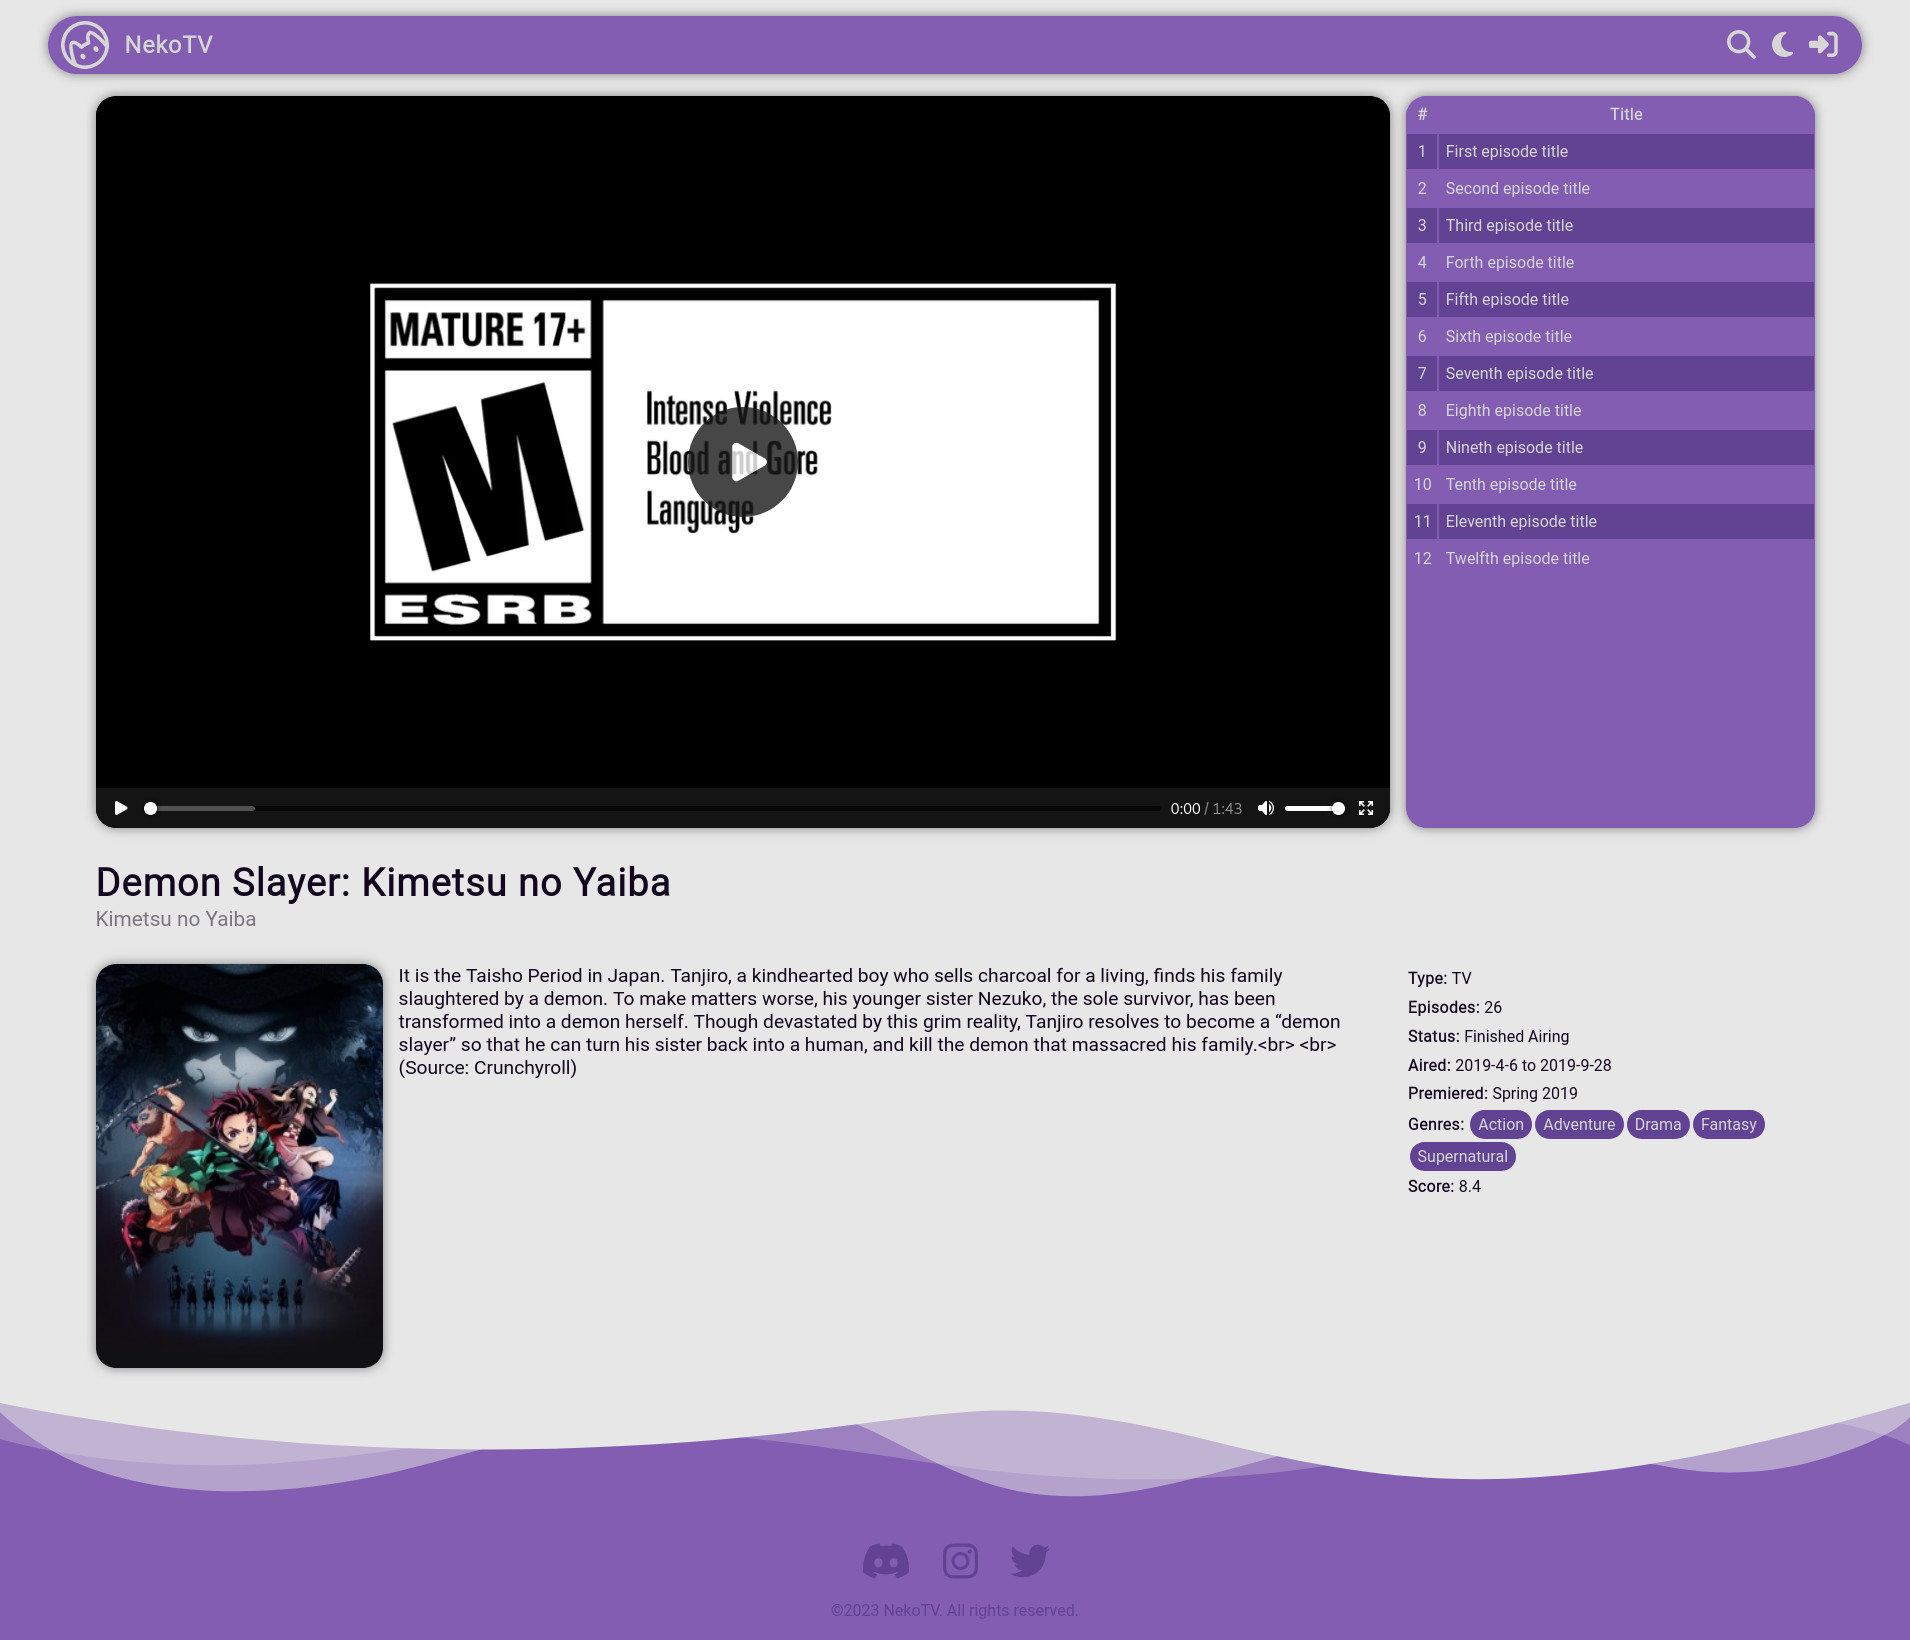 NekoTV
MATURE 17+
M
ESRB
Intense Violence
Blood and Gore
Language
0:00 / 1:43
# Title
1 First episode title
2 Second episode title
3 Third episode title
4 Forth episode title
5 Fifth episode title
6 Sixth episode title
7 Seventh episode title
8 Eighth episode title
9 Nineth episode title
10 Tenth episode title
11 Eleventh episode title
12 Twelfth episode title
Demon Slayer: Kimetsu no Yaiba
Kimetsu no Yaiba
It is the Taisho Period in Japan. Tanjiro, a kindhearted boy who sells charcoal for a living, finds his family
slaughtered by a demon. To make matters worse, his younger sister Nezuko, the sole survivor, has been
transformed into a demon herself. Though devastated by this grim reality, Tanjiro resolves to become a “demon
slayer” so that he can turn his sister back into a human, and kill the demon that massacred his family.<br> <br>
(Source: Crunchyroll)
Type: TV
Episodes: 26
Status: Finished Airing
Aired: 2019-4-6 to 2019-9-28
Premiered: Spring 2019
Genres: Action Adventure Drama Fantasy
Supernatural
Score: 8.4
©2023 NekoTV. All rights reserved.